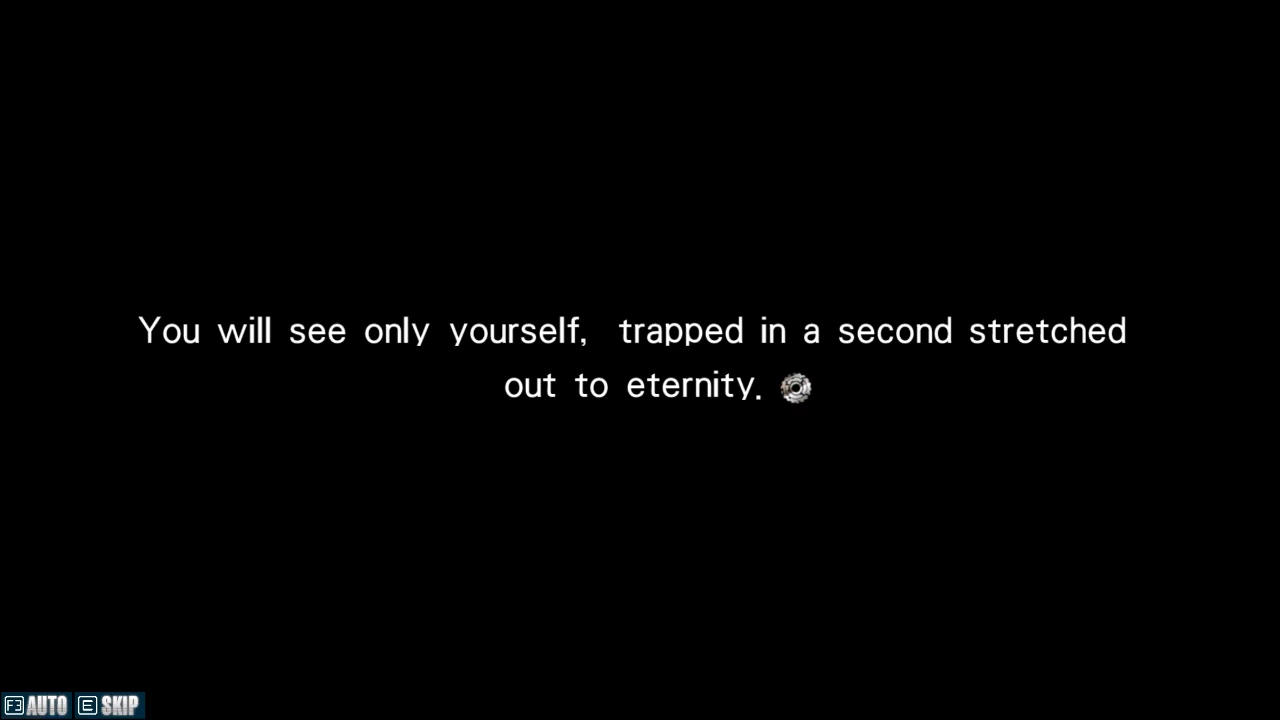 You will see only yourself, trapped in a second stretched
out to eternity.
F3 AUTO E SKIP